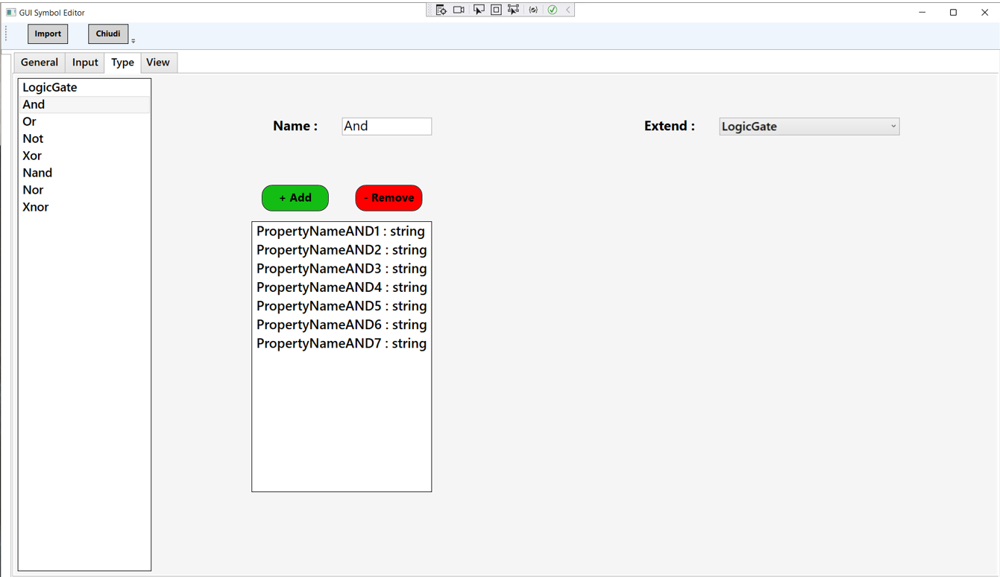 GUI Symbol Editor
Import
Chiudi
General
Input
Type
View
LogicGate
And
Or
Not
Xor
Nand
Nor
Xnor
Name :
And
Extend :
LogicGate
+ Add
- Remove
PropertyNameAND1 : string
PropertyNameAND2 : string
PropertyNameAND3 : string
PropertyNameAND4 : string
PropertyNameAND5 : string
PropertyNameAND6 : string
PropertyNameAND7 : string